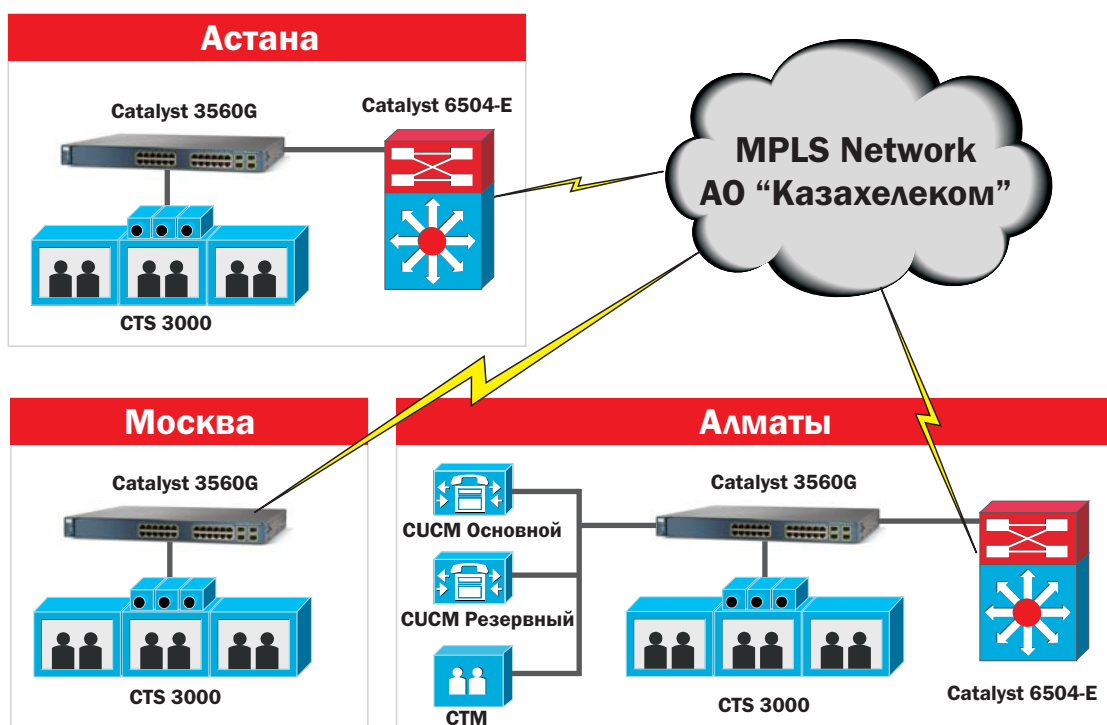 Астана
Catalyst 3560G
Catalyst 6504-E
CTS 3000
MPLS Network
АО “Казахелеком”
Москва
Catalyst 3560G
CTS 3000
Алматы
CUCM Основной
CUCM Резервный
CTM
Catalyst 3560G
CTS 3000
Catalyst 6504-E